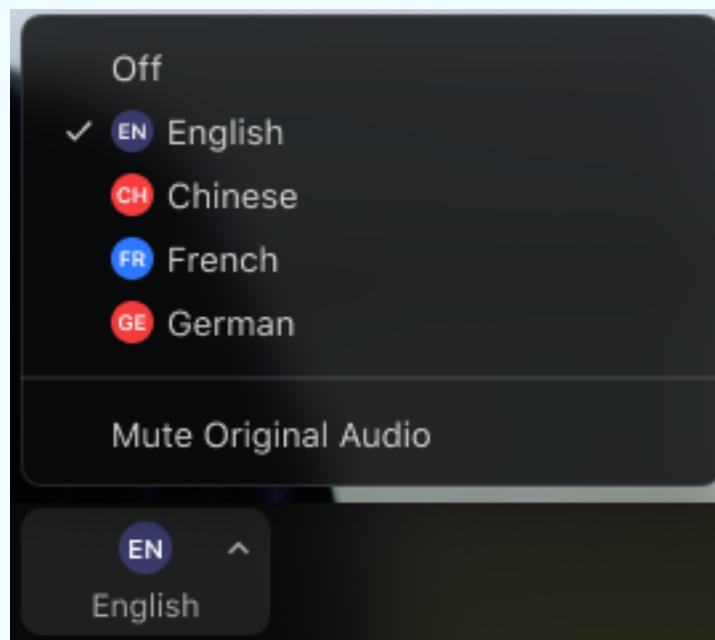 Off
EN English
CH Chinese
FR French
GE German
Mute Original Audio
EN
English